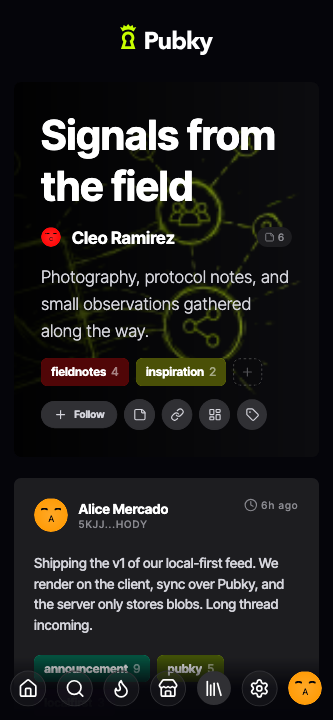 Pubky
Signals from
the field
Cleo Ramirez
6
Photography, protocol notes, and
small observations gathered
along the way.
fieldnotes 4
inspiration 2
+
+ Follow
Alice Mercado
6h ago
5KJJ...HODY
A
Shipping the v1 of our local-first feed. We
render on the client, sync over Pubky, and
the server only stores blobs. Long thread
incoming.
announcement 9
pubky 5
A